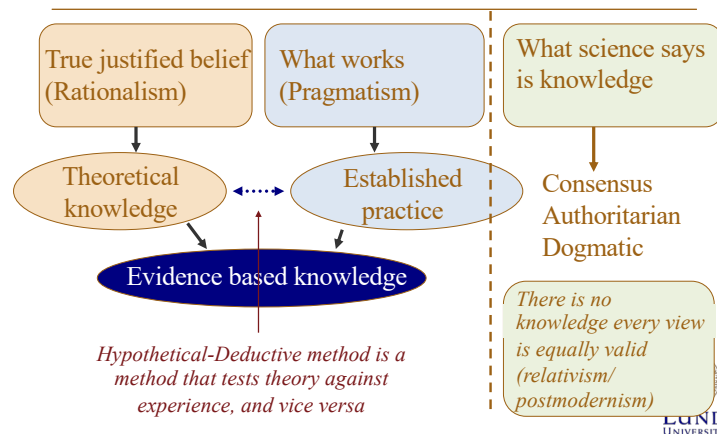 True justified belief
(Rationalism)
What works
(Pragmatism)
What science says
is knowledge
Theoretical
knowledge
Established
practice
Consensus
Authoritarian
Dogmatic
Evidence based knowledge
There is no
knowledge every view
is equally valid
(relativism/
postmodernism)
Hypothetical-Deductive method is a
method that tests theory against
experience, and vice versa